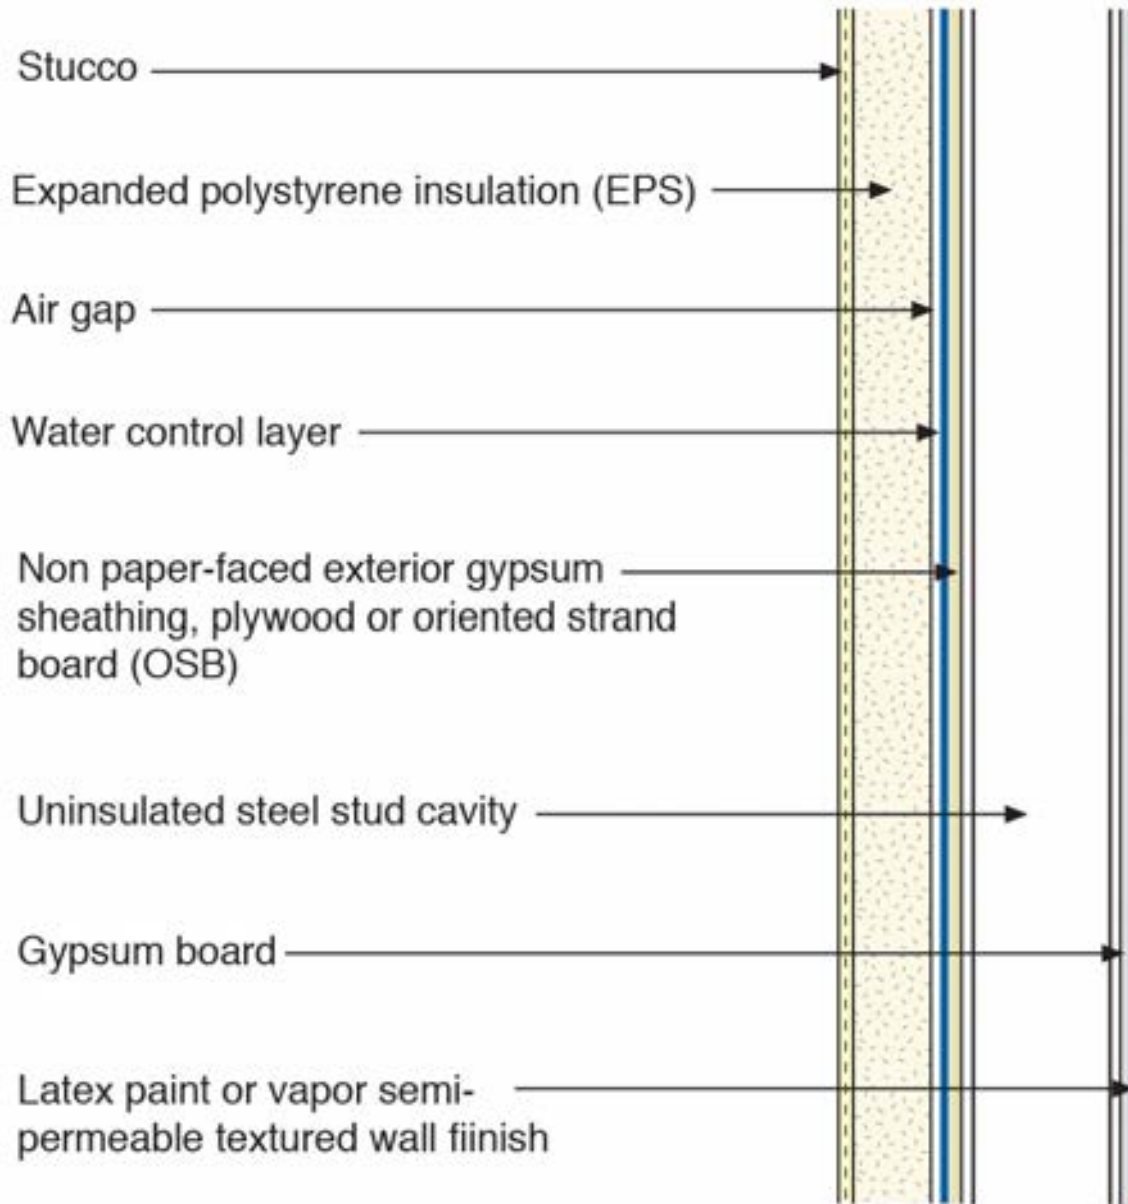 Stucco
Expanded polystyrene insulation (EPS)
Air gap
Water control layer
Non paper-faced exterior gypsum
sheathing, plywood or oriented strand
board (OSB)
Uninsulated steel stud cavity
Gypsum board
Latex paint or vapor semi-
permeable textured wall fiinish